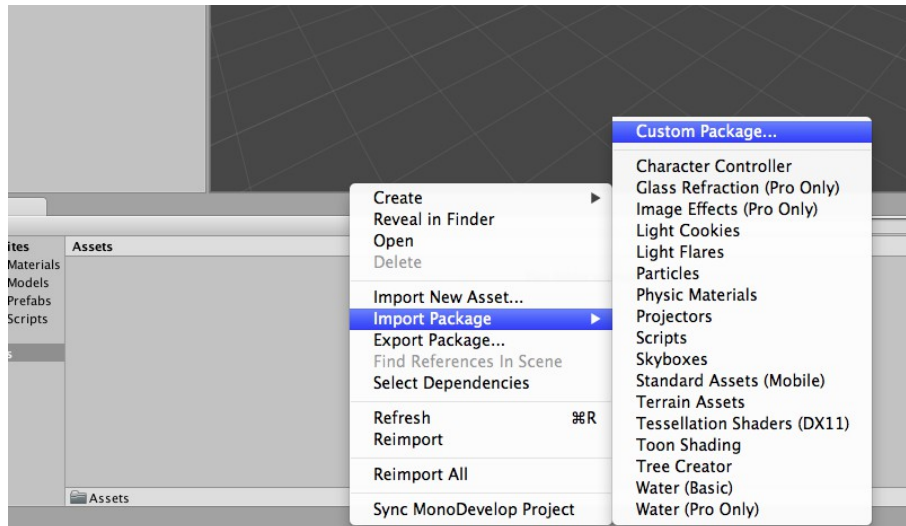 Custom Package...
Character Controller
Glass Refraction (Pro Only)
Image Effects (Pro Only)
Light Cookies
Light Flares
Particles
Physic Materials
Projectors
Scripts
Skyboxes
Standard Assets (Mobile)
Terrain Assets
Tessellation Shaders (DX11)
Toon Shading
Tree Creator
Water (Basic)
Water (Pro Only)
Create
Reveal in Finder
Open
Delete
Import New Asset...
Import Package
Export Package...
Find References In Scene
Select Dependencies
Refresh ⌘R
Reimport
Reimport All
Sync MonoDevelop Project
ites
Materials
Models
Prefabs
Scripts
s
Assets
Assets